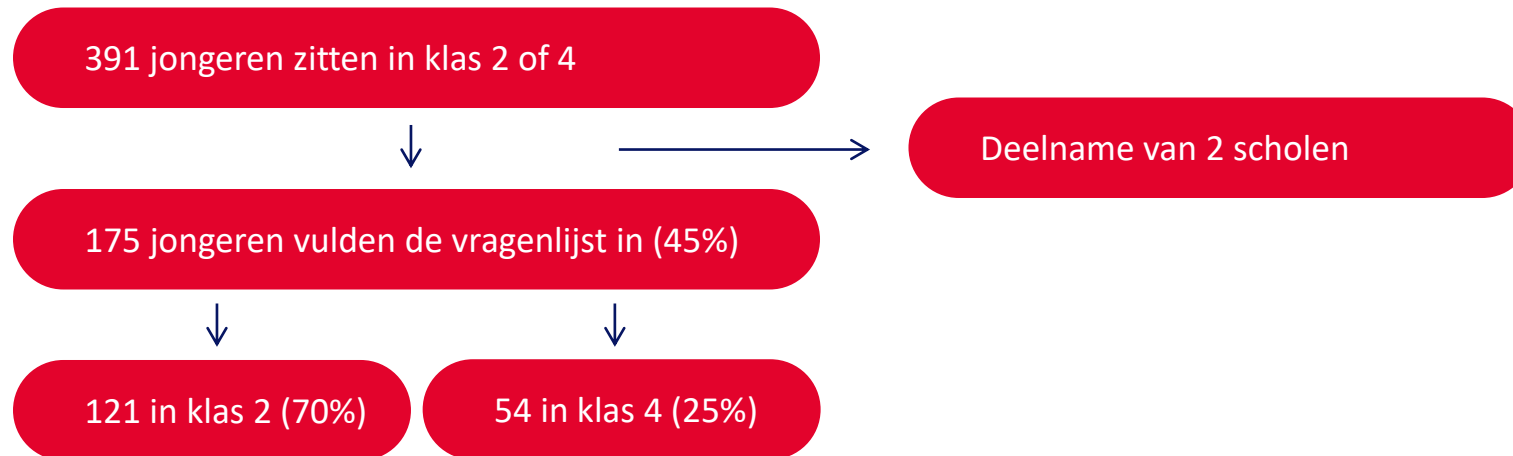 391 jongeren zitten in klas 2 of 4
Deelname van 2 scholen
175 jongeren vulden de vragenlijst in (45%)
121 in klas 2 (70%)
54 in klas 4 (25%)